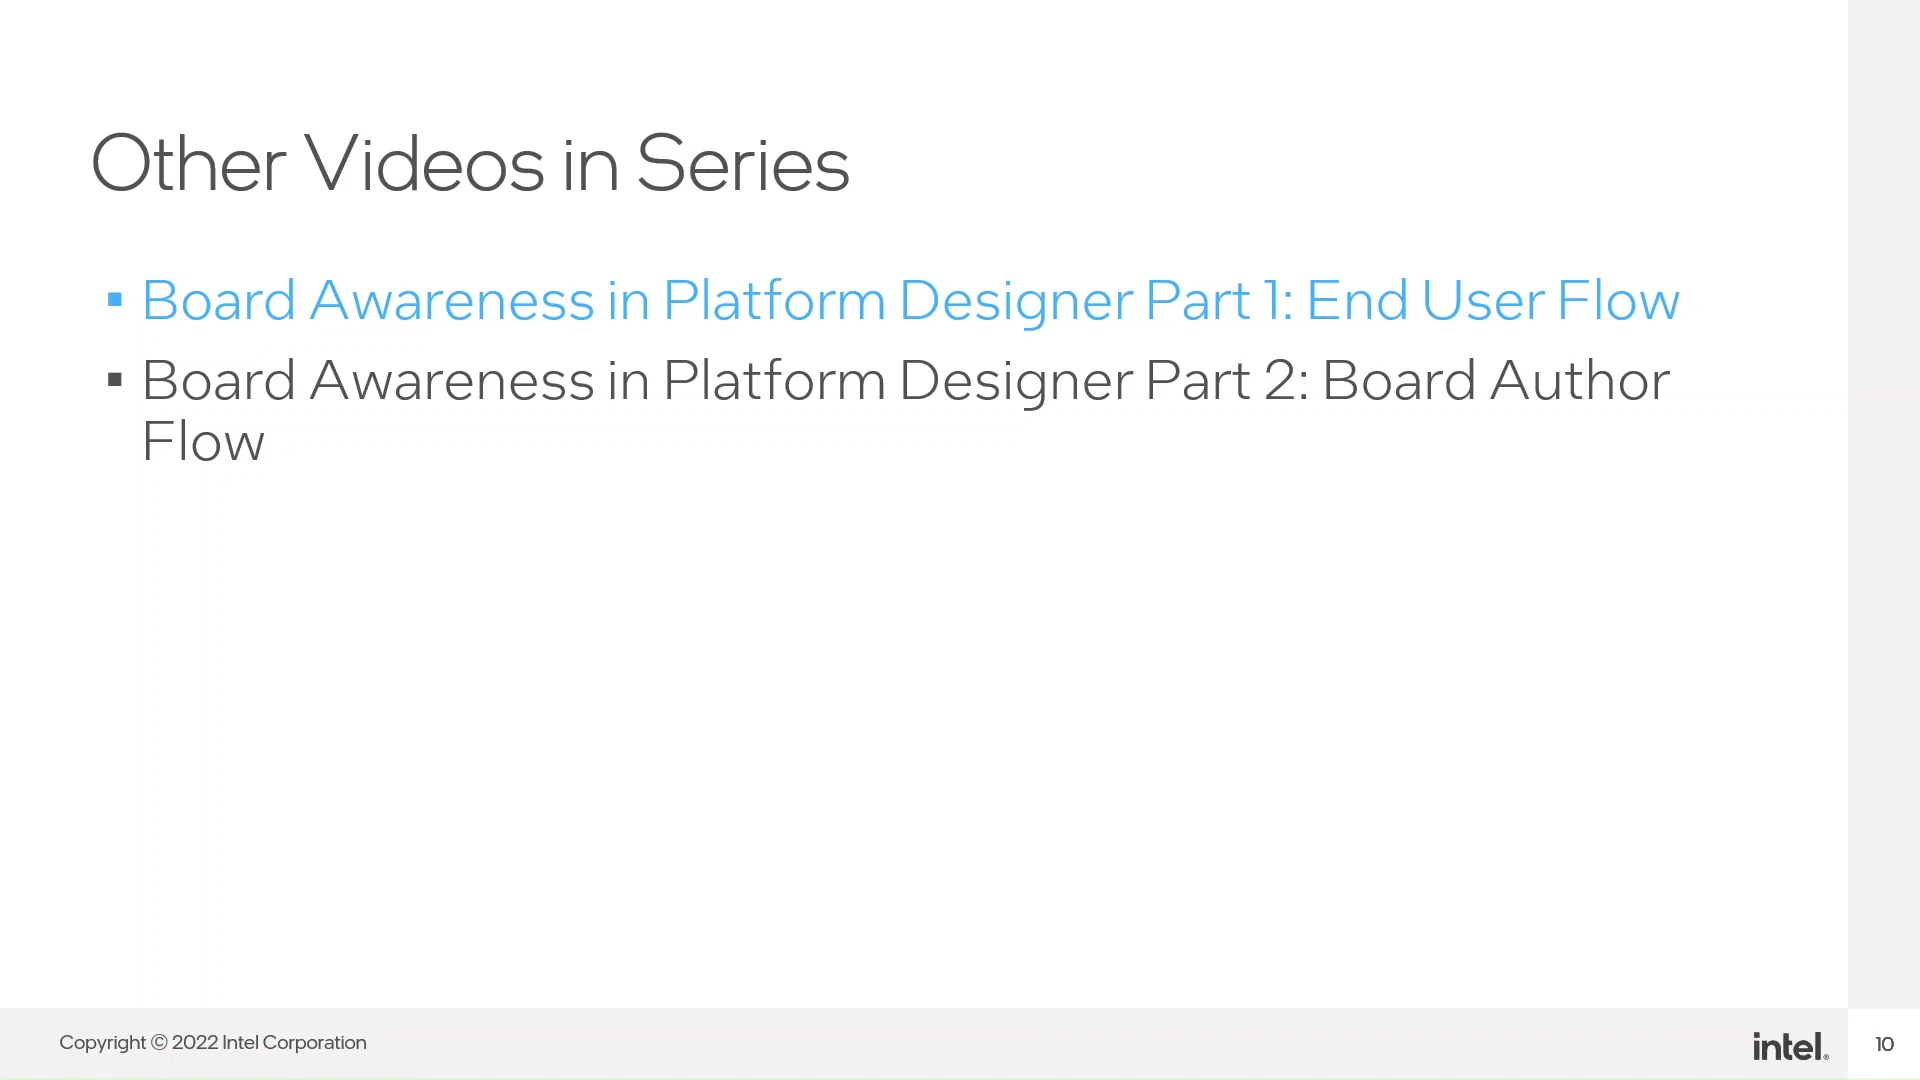 Other Videos in Series
▪ Board Awareness in Platform Designer Part 1: End User Flow
▪ Board Awareness in Platform Designer Part 2: Board Author
Flow
Copyright © 2022 Intel Corporation
intel®
10